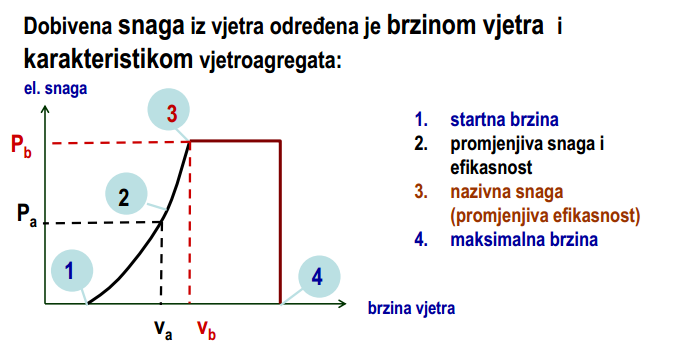 Dobivena snaga iz vjetra određena je brzinom vjetra i
karakteristikom vjetroagregata:
el. snaga
3
Pb
2
Pa
1
4
va
vb
brzina vjetra
1. startna brzina
2. promjenjiva snaga i
efikasnost
3. nazivna snaga
(promjenjiva efikasnost)
4. maksimalna brzina